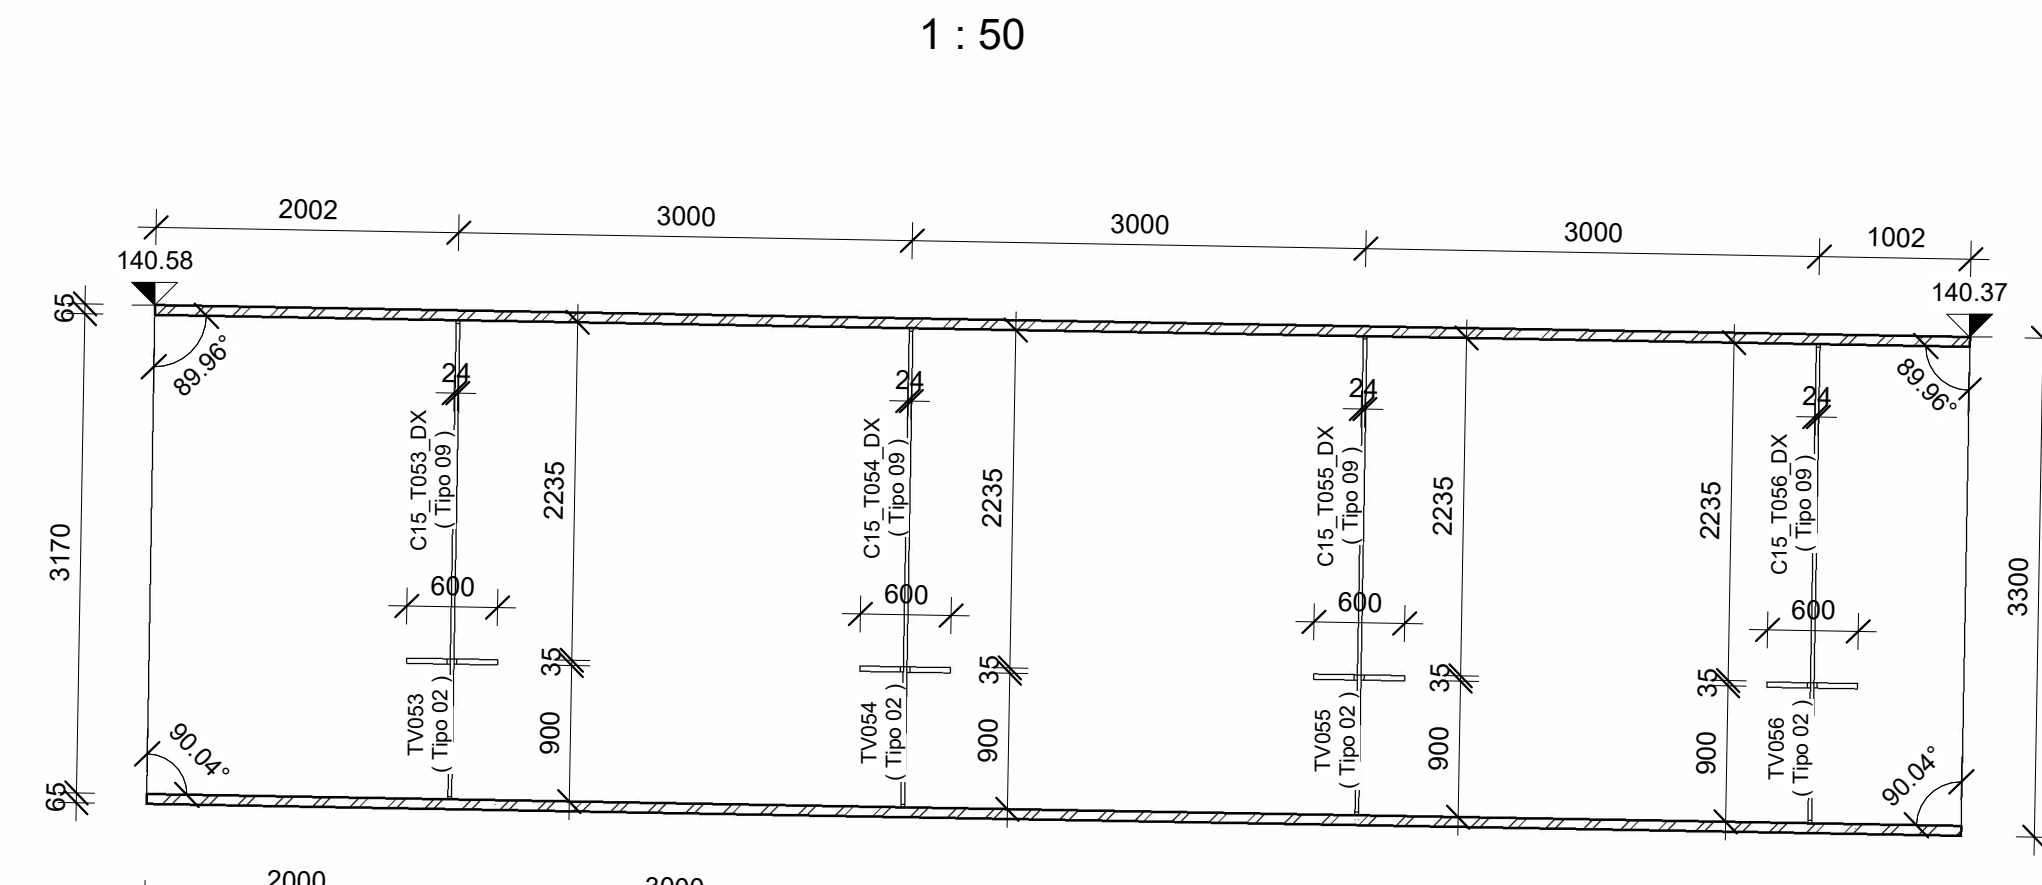 1 : 50
2002
3000
3000
3000
1002
140.58
140.37
65
89.96°
89.96°
24
24
24
24
C15_T053_DX
( Tipo 09 )
C15_T054_DX
( Tipo 09 )
C15_T055_DX
( Tipo 09 )
C15_T056_DX
( Tipo 09 )
2235
2235
2235
2235
3170
3300
600
600
600
600
35
35
35
35
TV053
( Tipo 02 )
TV054
( Tipo 02 )
TV055
( Tipo 02 )
TV056
( Tipo 02 )
900
900
900
900
90.04°
90.04°
65
2000
3000